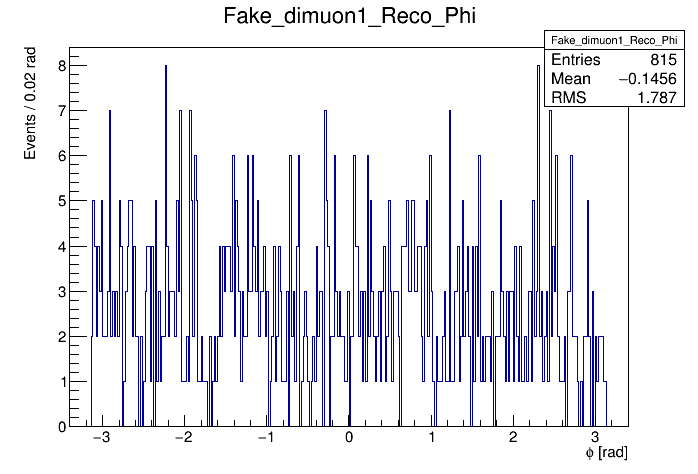 Fake_dimuon1_Reco_Phi
Fake_dimuon1_Reco_Phi
Entries 815
Mean −0.1456
RMS 1.787
Events / 0.02 rad
8
7
6
5
4
3
2
1
0
−3 −2 −1 0 1 2 3
ϕ [rad]